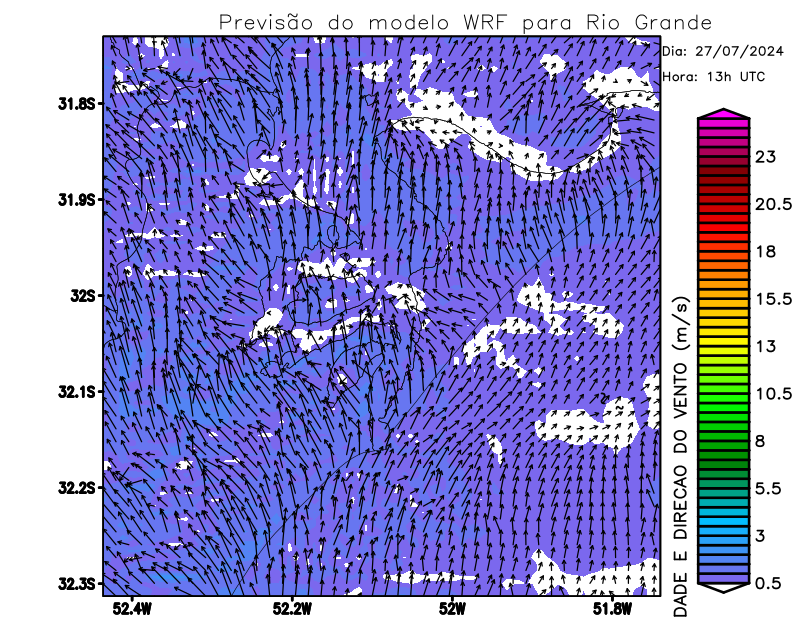 Previsão do modelo WRF para Rio Grande
Dia: 27/07/2024
Hora: 13h UTC
31.8S
31.9S
32S
32.1S
32.2S
32.3S
52.4W
52.2W
52W
51.8W
DADE E DIRECAO DO VENTO (m/s)
23
20.5
18
15.5
13
10.5
8
5.5
3
0.5